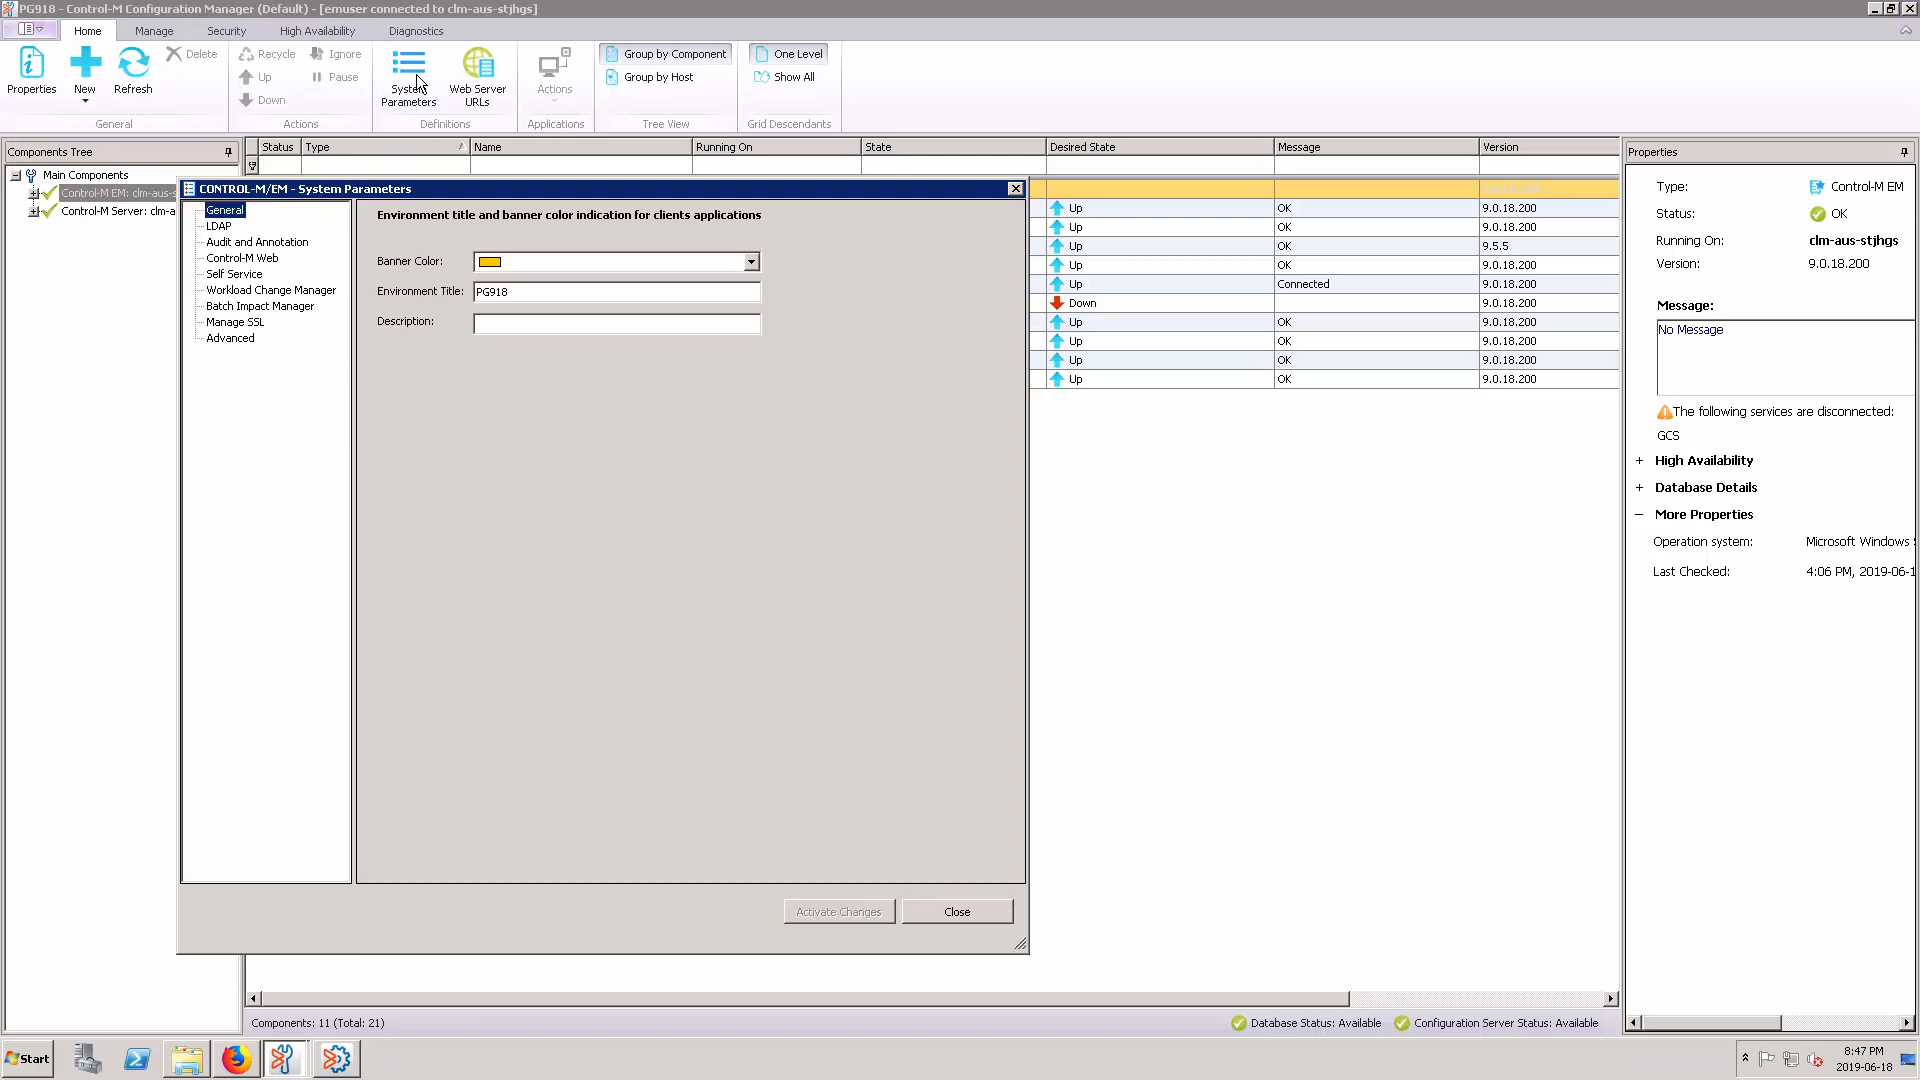 PG918 - Control-M Configuration Manager (Default) - [emuser connected to clm-aus-stjhgs]
Home Manage Security High Availability Diagnostics
Properties New Refresh Delete
General
Recycle Ignore
Up Pause
Down
Actions
System Parameters
Web Server URLs
Definitions
Actions
Applications
Group by Component
Group by Host
Tree View
One Level
Show All
Grid Descendants
Components Tree
Main Components
Control-M EM: clm-aus-s
Control-M Server: clm-a
Status Type Name Running On State Desired State Message Version
Up OK 9.0.18.200
Up OK 9.0.18.200
Up OK 9.5.5
Up OK 9.0.18.200
Up Connected 9.0.18.200
Down 9.0.18.200
Up OK 9.0.18.200
Up OK 9.0.18.200
Up OK 9.0.18.200
Up OK 9.0.18.200
CONTROL-M/EM - System Parameters
General
LDAP
Audit and Annotation
Control-M Web
Self Service
Workload Change Manager
Batch Impact Manager
Manage SSL
Advanced
Environment title and banner color indication for clients applications
Banner Color:
Environment Title: PG918
Description:
Activate Changes Close
Properties
Type: Control-M EM
Status: OK
Running On: clm-aus-stjhgs
Version: 9.0.18.200
Message:
No Message
The following services are disconnected:
GCS
+ High Availability
+ Database Details
− More Properties
Operation system: Microsoft Windows
Last Checked: 4:06 PM, 2019-06-1
Components: 11 (Total: 21)
Database Status: Available Configuration Server Status: Available
Start
8:47 PM
2019-06-18